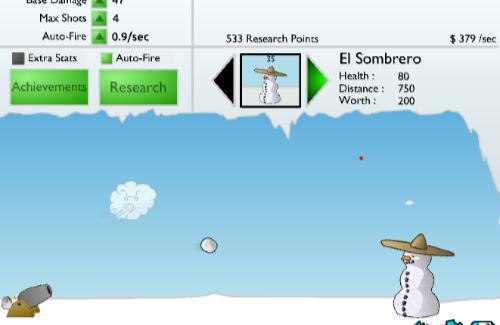 Base Damage 47
Max Shots 4
Auto-Fire 0.9/sec
533 Research Points
$ 379 /sec
Extra Stats
Auto-Fire
Achievements
Research
35
El Sombrero
Health : 80
Distance : 750
Worth : 200